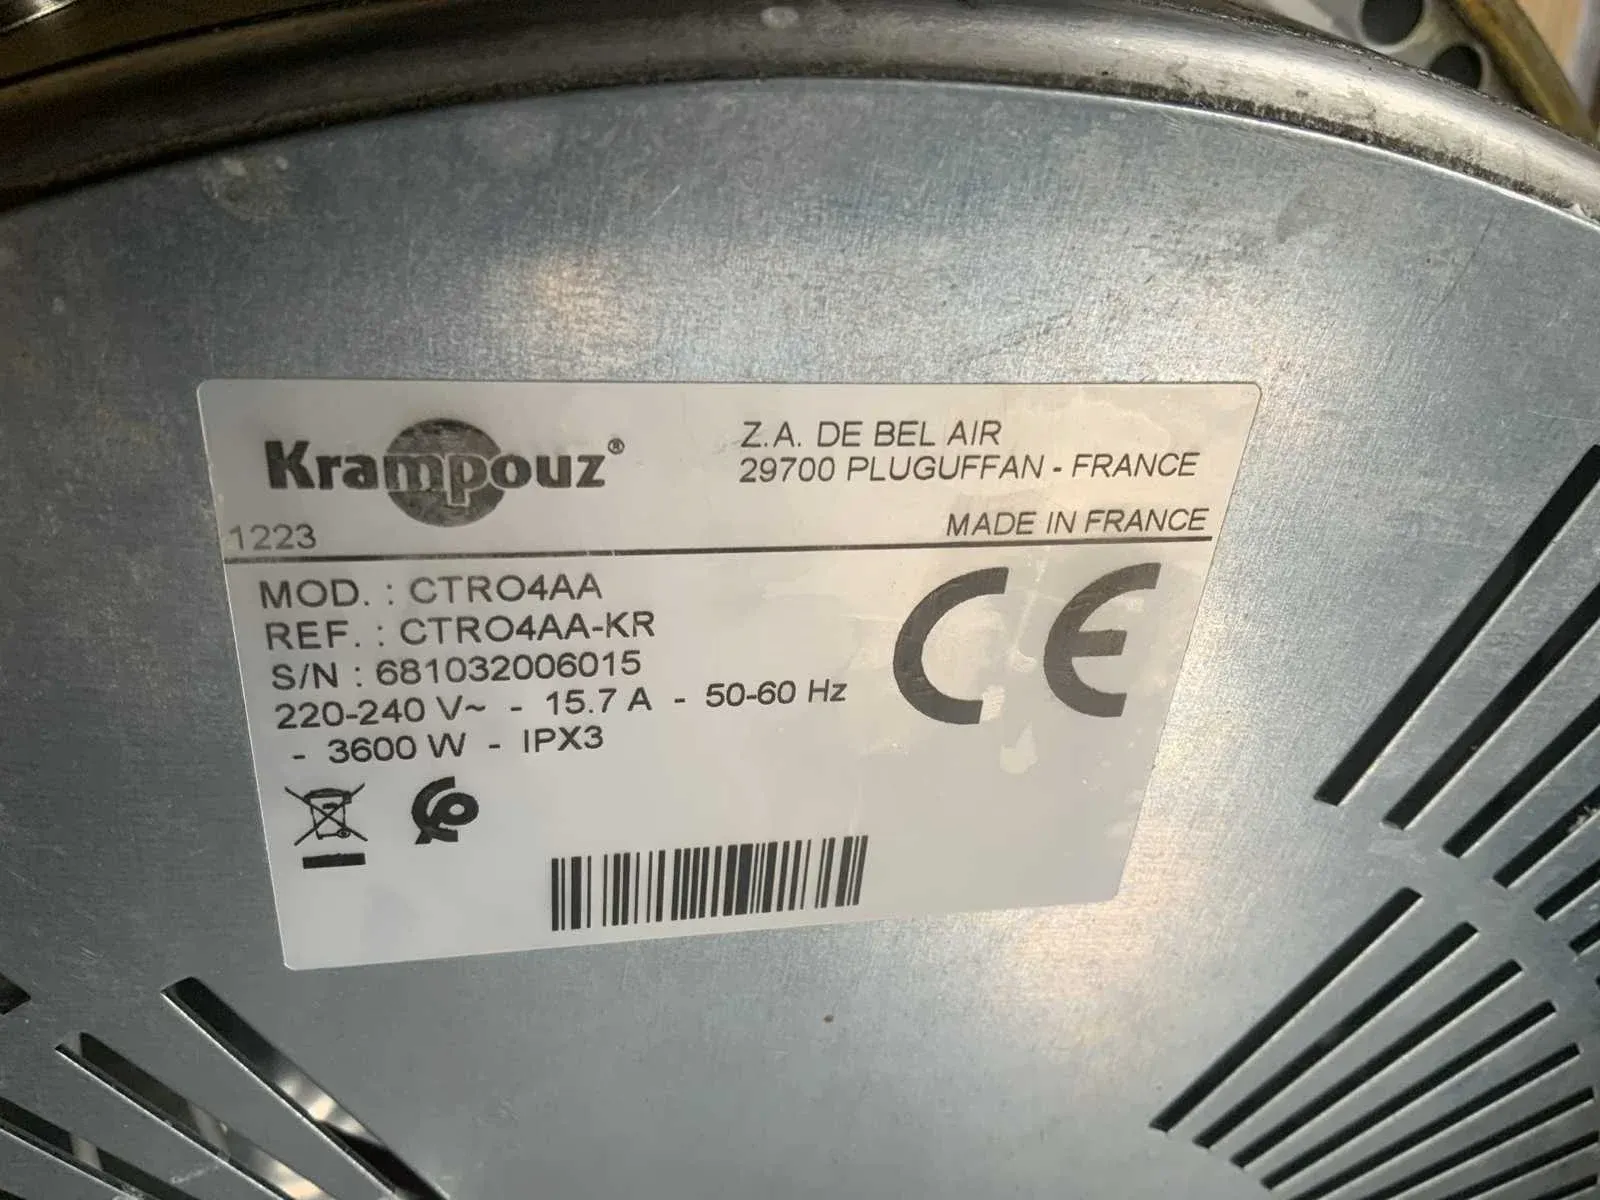 Krampouz®
Z.A. DE BEL AIR
29700 PLUGUFFAN - FRANCE
1223
MADE IN FRANCE
MOD. : CTRO4AA
REF. : CTRO4AA-KR
S/N : 681032006015
220-240 V~ - 15.7 A - 50-60 Hz
- 3600 W - IPX3
CE